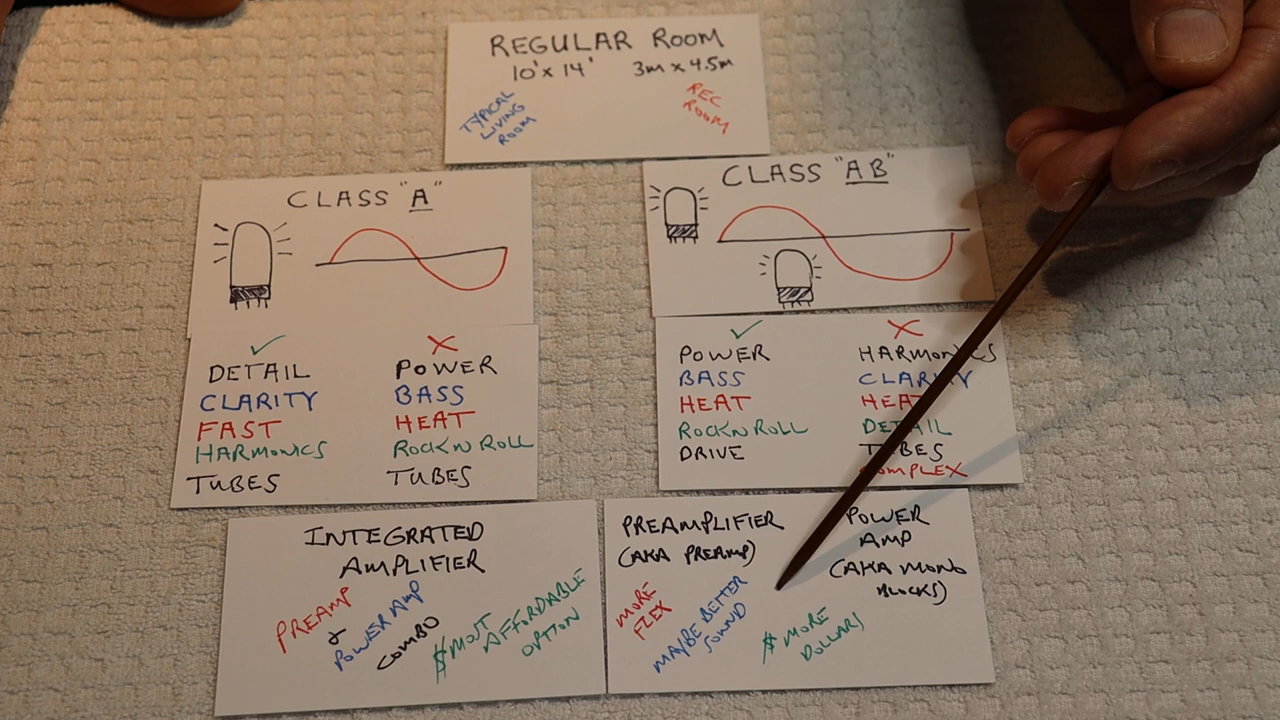 REGULAR ROOM
10' x 14' 3m x 4.5m
TYPICAL
LIVING
ROOM
REC
ROOM
CLASS "A"
✓ X
DETAIL POWER
CLARITY BASS
FAST HEAT
HARMONICS ROCK N ROLL
TUBES TUBES
CLASS "AB"
✓ X
POWER HARMONICS
BASS CLARITY
HEAT HEAT
ROCK N ROLL DETAIL
DRIVE TUBES
COMPLEX
INTEGRATED
AMPLIFIER
PREAMP
&
POWER AMP
COMBO
$ MOST
AFFORDABLE
OPTION
PREAMPLIFIER
(AKA PREAMP)
POWER
AMP
(AKA MONO
BLOCKS)
MORE
FLEX
MAYBE BETTER
SOUND
$ MORE
DOLLARS